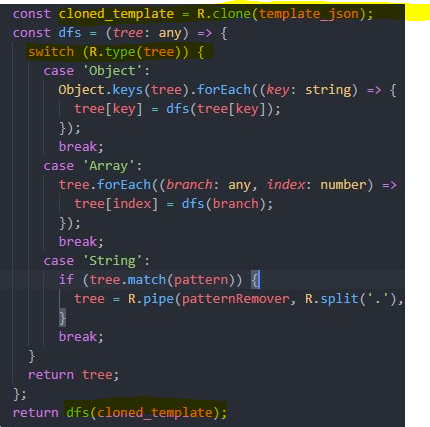 const cloned_template = R.clone(template_json);
const dfs = (tree: any) => {
switch (R.type(tree)) {
case 'Object':
Object.keys(tree).forEach((key: string) => {
tree[key] = dfs(tree[key]);
});
break;
case 'Array':
tree.forEach((branch: any, index: number) =>
tree[index] = dfs(branch);
});
break;
case 'String':
if (tree.match(pattern)) {
tree = R.pipe(patternRemover, R.split('.'),
}
break;
}
return tree;
};
return dfs(cloned_template);